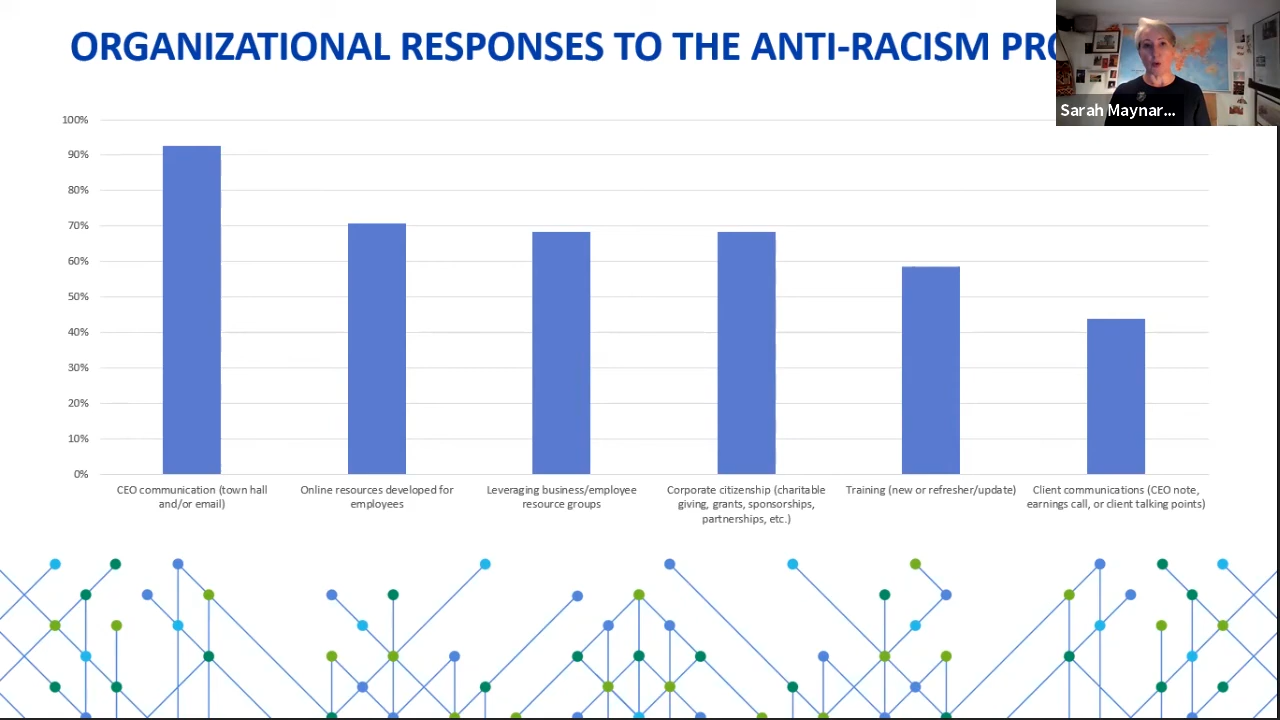 ORGANIZATIONAL RESPONSES TO THE ANTI-RACISM
Sarah Maynar...
100%
90%
80%
70%
60%
50%
40%
30%
20%
10%
0%
CEO communication (town hall
and/or email)
Online resources developed for
employees
Leveraging business/employee
resource groups
Corporate citizenship (charitable
giving, grants, sponsorships,
partnerships, etc.)
Training (new or refresher/update)
Client communications (CEO note,
earnings call, or client talking points)